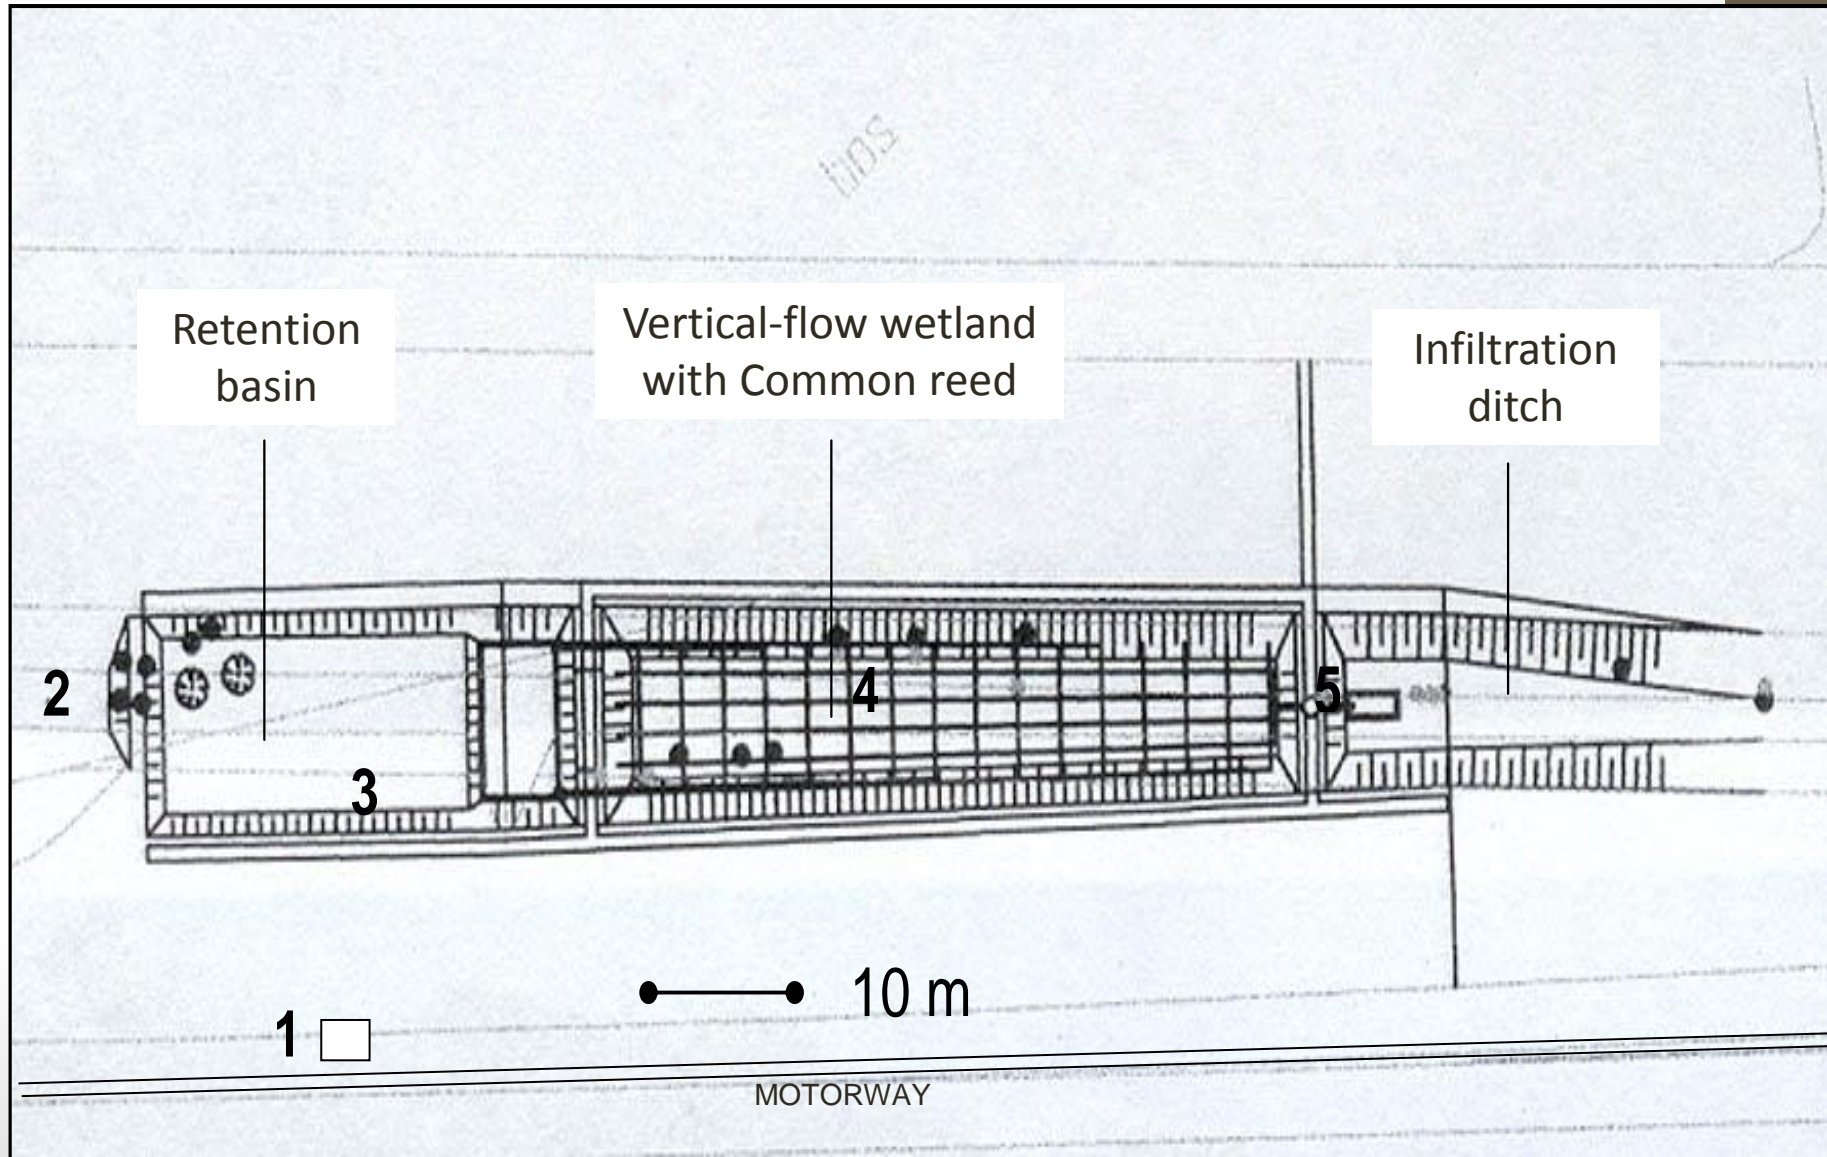 Retention
basin
Vertical-flow wetland
with Common reed
Infiltration
ditch
2
4
5
3
10 m
1
MOTORWAY